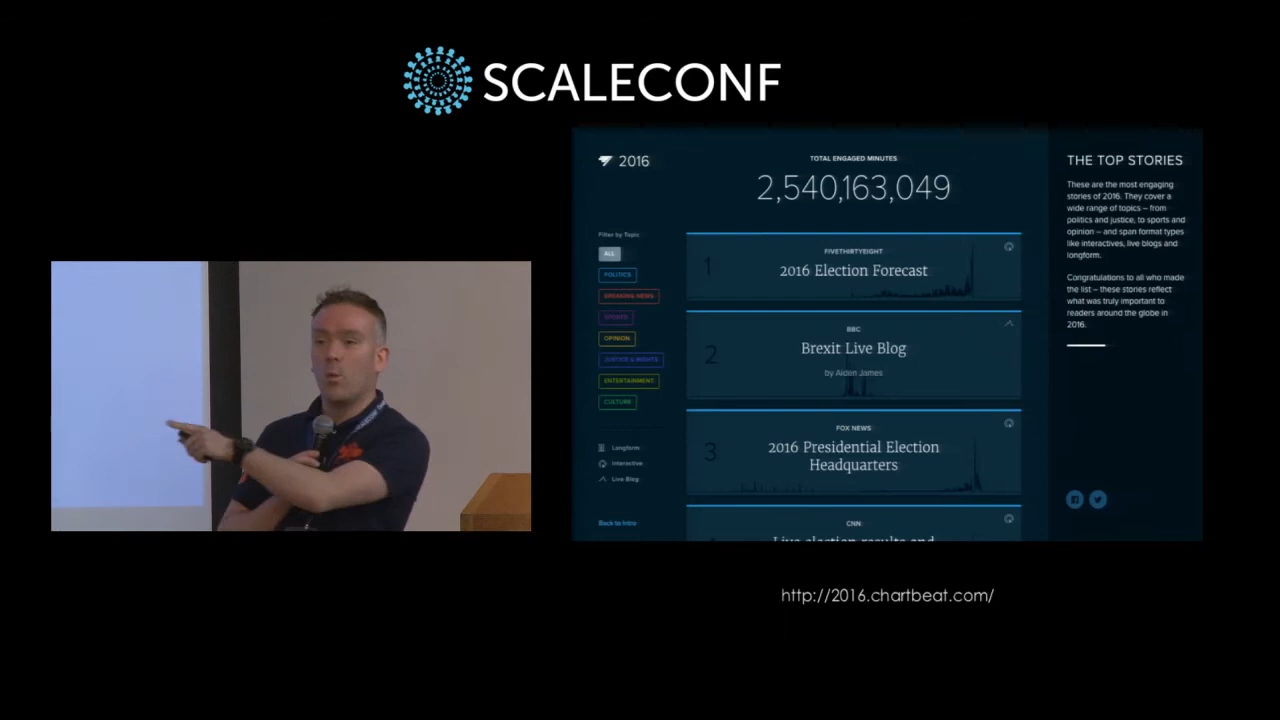 SCALECONF
2016
TOTAL ENGAGED MINUTES
2,540,163,049
Filter by Topic
ALL
POLITICS
BREAKING NEWS
SPORTS
OPINION
JUSTICE & RIGHTS
ENTERTAINMENT
CULTURE
Longform
Interactive
Live Blog
Back to Intro
1
FIVETHIRTYEIGHT
2016 Election Forecast
2
BBC
Brexit Live Blog
by Aiden James
3
FOX NEWS
2016 Presidential Election
Headquarters
CNN
Live election results and
THE TOP STORIES
These are the most engaging
stories of 2016. They cover a
wide range of topics – from
politics and justice, to sports and
opinion – and span format types
like interactives, live blogs and
longform.
Congratulations to all who made
the list – these stories reflect
what was truly important to
readers around the globe in
2016.
http://2016.chartbeat.com/